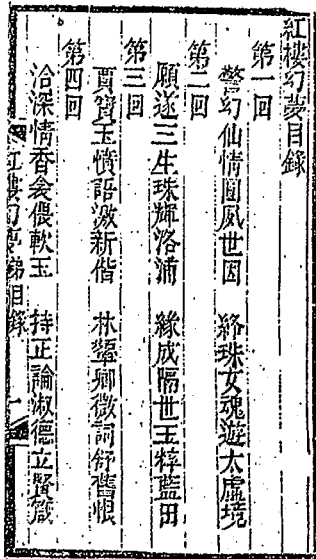 紅樓幻夢目錄
第一回
警幻仙情圓夙世因　絳珠女魂遊太虛境
第二回
願遂三生珠輝洛浦　緣成隔世玉粹藍田
第三回
賈寶玉憤語激新偕　林顰卿微詞舒舊恨
第四回
洽深情香衾偎軟玉　持正論淑德立賢箴
紅樓幻夢 目錄 一